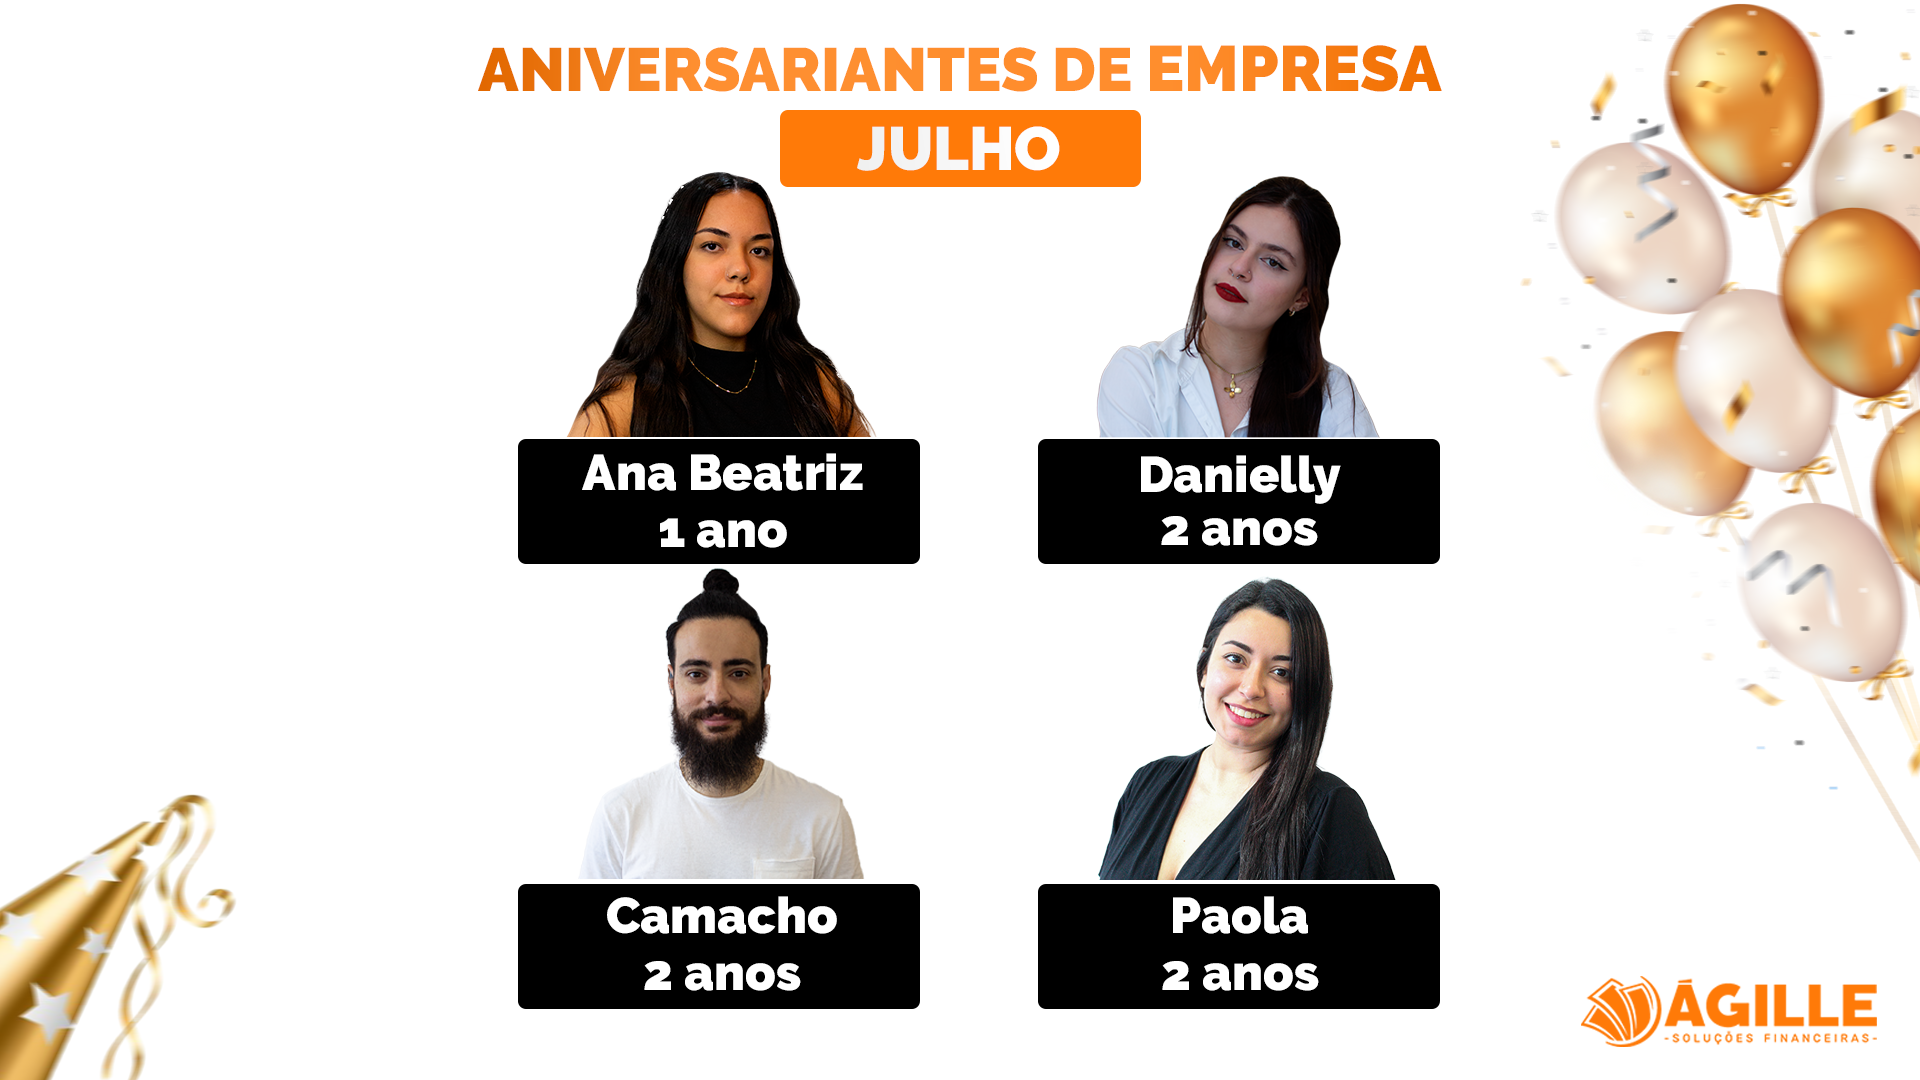 ANIVERSARIANTES DE EMPRESA
JULHO
Ana Beatriz
1 ano
Danielly
2 anos
Camacho
2 anos
Paola
2 anos
ÁGILLE
-SOLUÇÕES FINANCEIRAS-